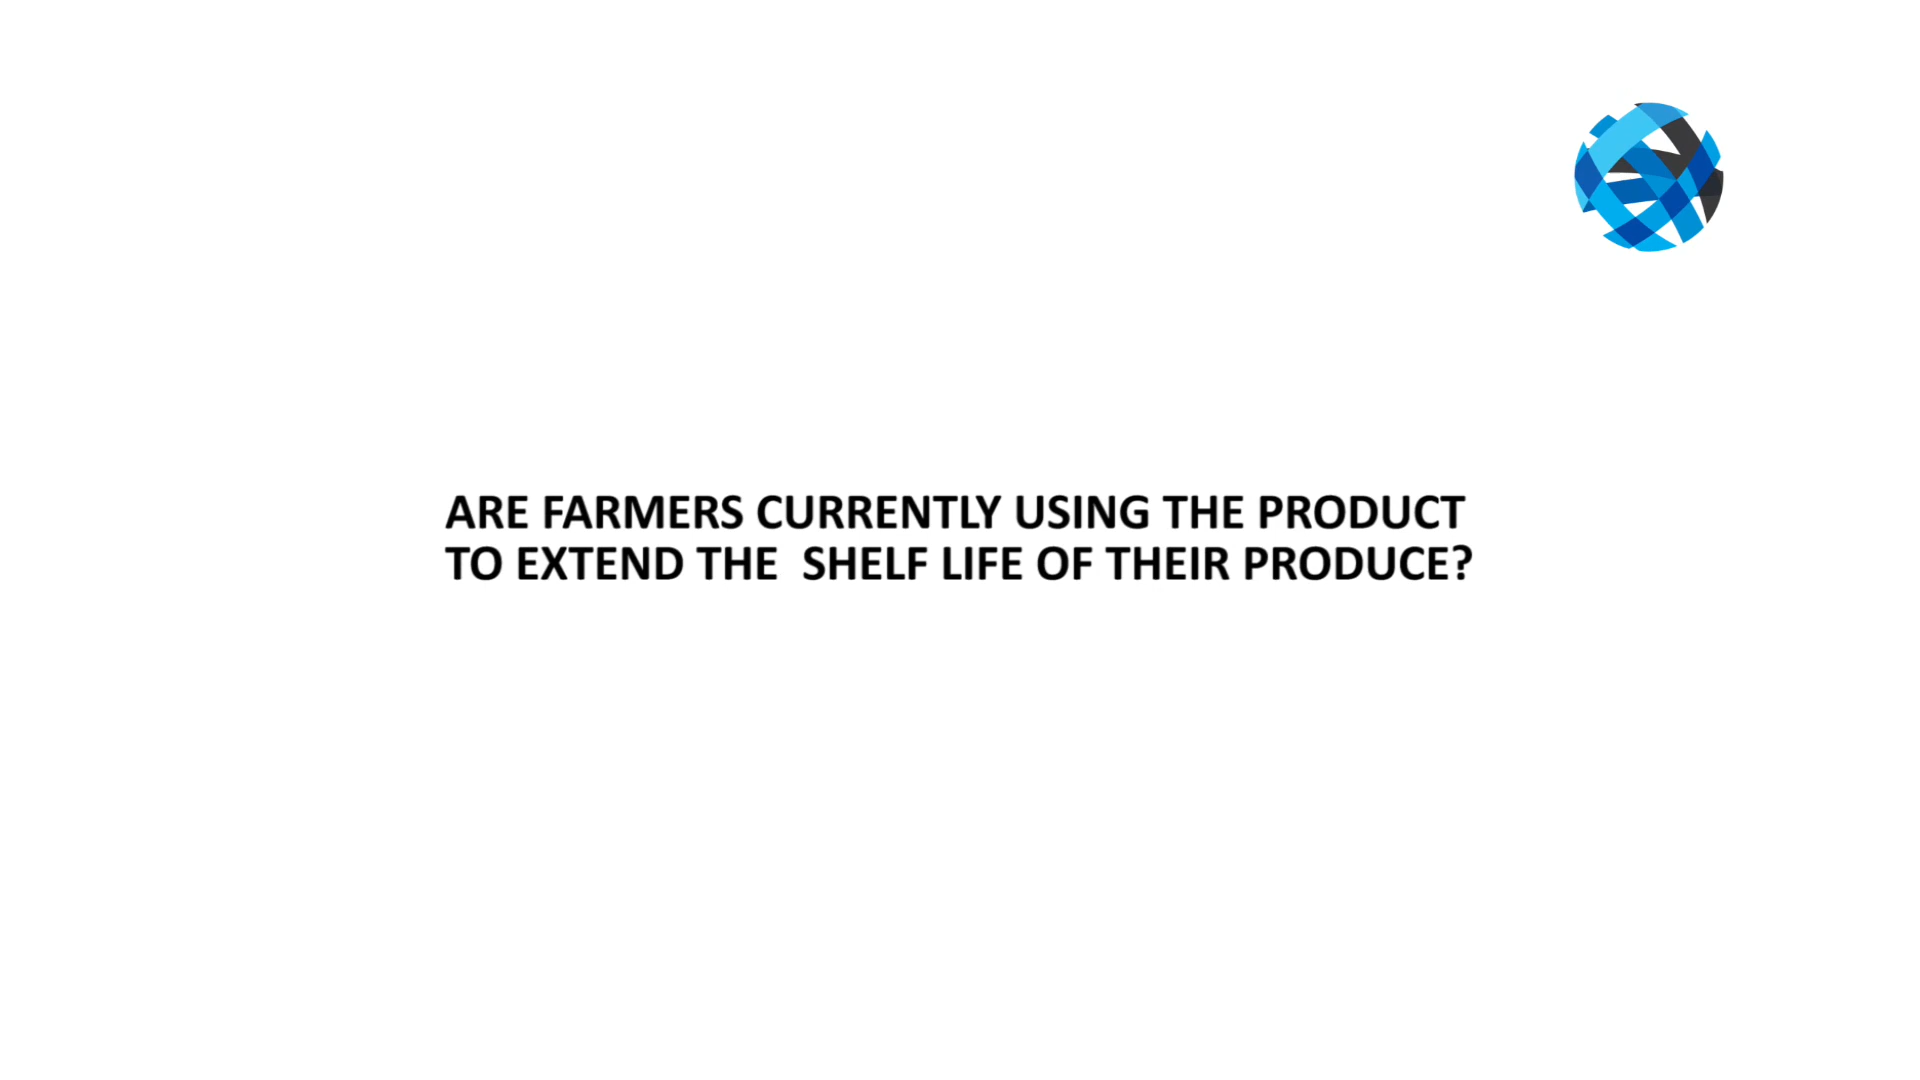 ARE FARMERS CURRENTLY USING THE PRODUCT
TO EXTEND THE  SHELF LIFE OF THEIR PRODUCE?